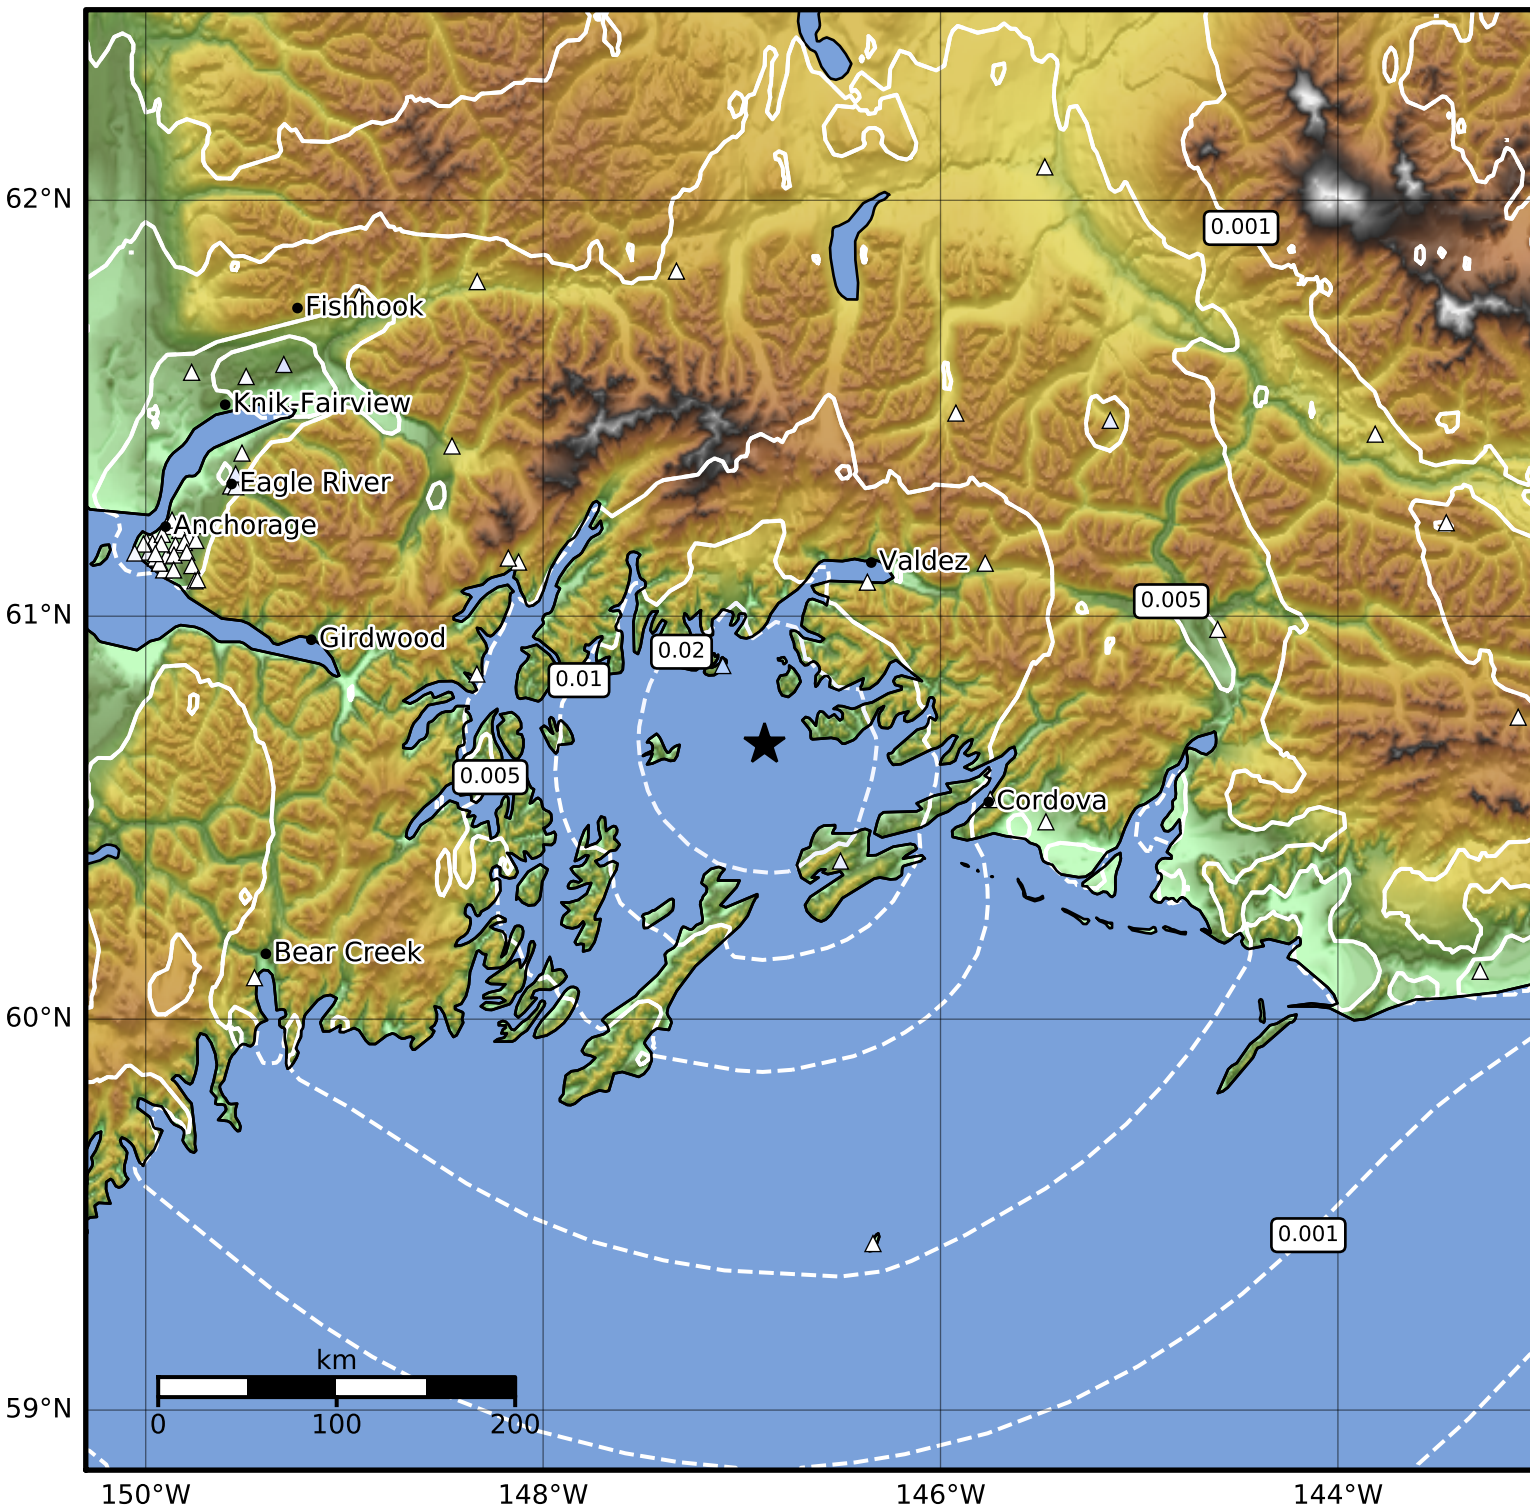 62°N
0.001
Fishhook
Knik-Fairview
Eagle River
Anchorage
Valdez
61°N
0.005
Girdwood
0.02
0.01
0.005
Cordova
Bear Creek
60°N
0.001
km
0 100 200
59°N
150°W 148°W 146°W 144°W